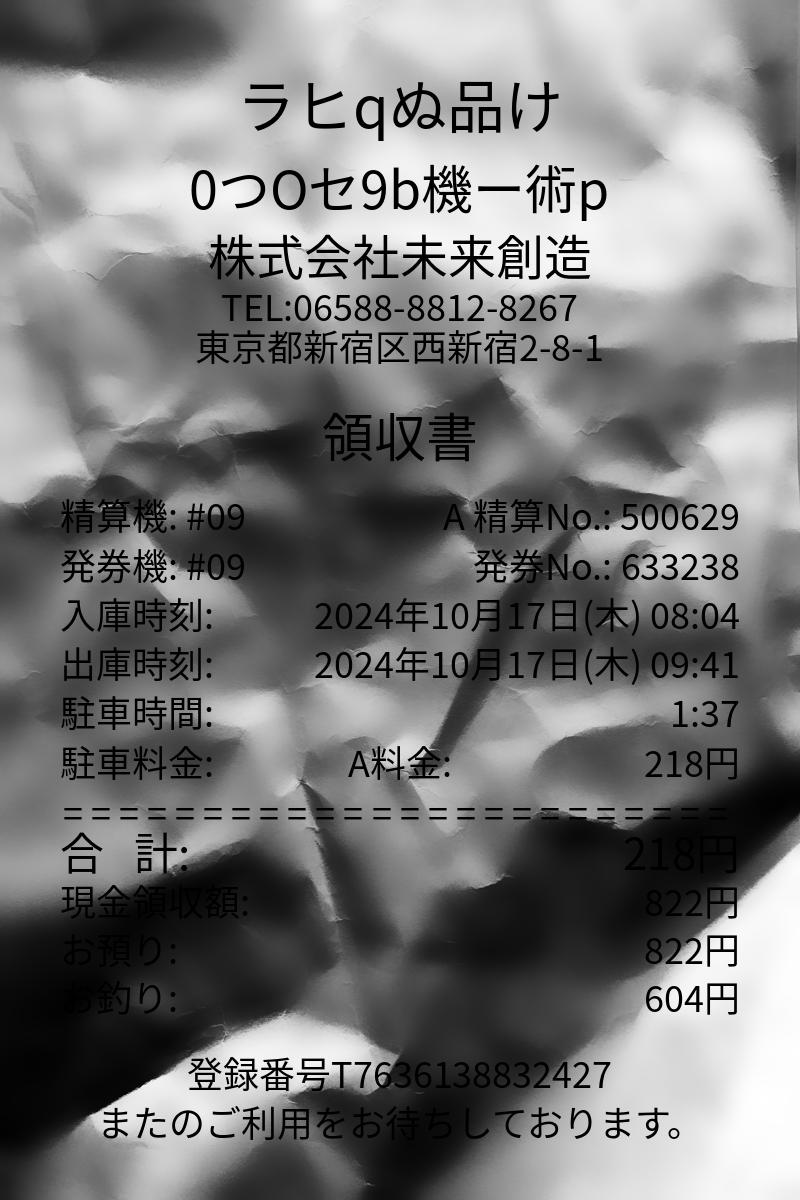 ラヒqぬ品け
0つOセ9b機ー術p
株式会社未来創造
TEL:06588-8812-8267
東京都新宿区西新宿2-8-1
領収書
精算機: #09 A 精算No.: 500629
発券機: #09 発券No.: 633238
入庫時刻: 2024年10月17日(木) 08:04
出庫時刻: 2024年10月17日(木) 09:41
駐車時間: 1:37
駐車料金: A料金: 218円
========================
合 計: 218円
現金領収額: 822円
お預り: 822円
お釣り: 604円
登録番号T7636138832427
またのご利用をお待ちしております。